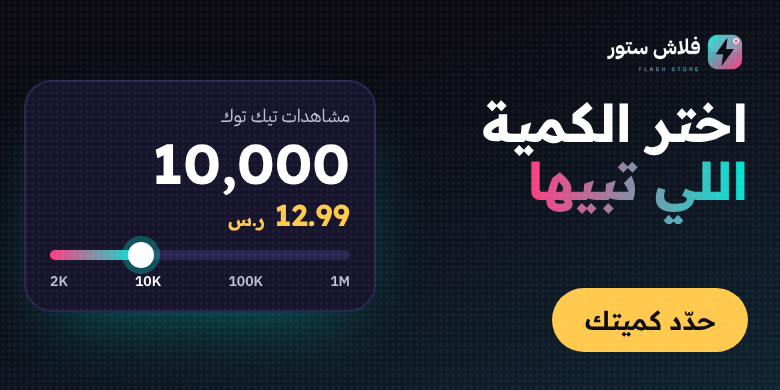 فلاش ستور
FLASH STORE
اختر الكمية
اللي تبيها
حدّد كميتك
مشاهدات تيك توك
10,000
12.99 ر.س
2K 10K 100K 1M